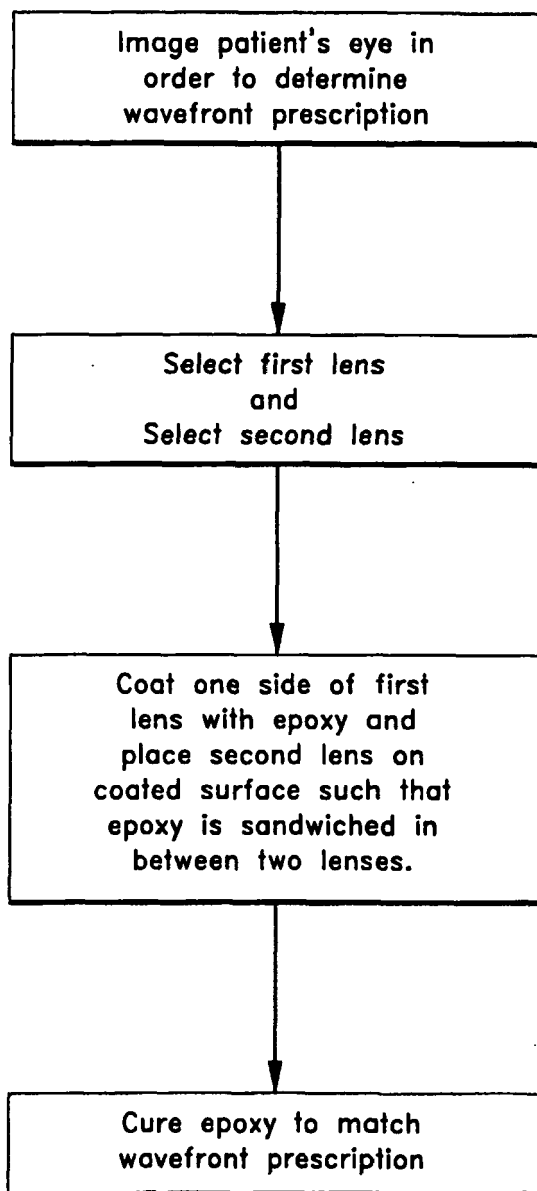 Image patient's eye in
order to determine
wavefront prescription
Select first lens
and
Select second lens
Coat one side of first
lens with epoxy and
place second lens on
coated surface such that
epoxy is sandwiched in
between two lenses.
Cure epoxy to match
wavefront prescription